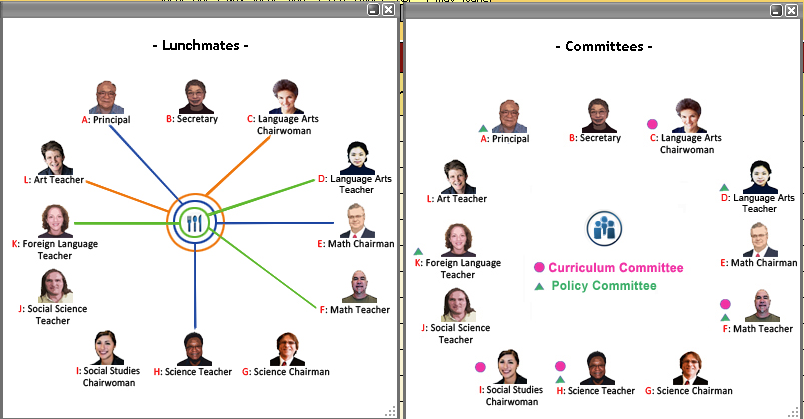 - Lunchmates -
A: Principal
B: Secretary
C: Language Arts
Chairwoman
L: Art Teacher
D: Language Arts
Teacher
K: Foreign Language
Teacher
E: Math Chairman
J: Social Science
Teacher
F: Math Teacher
I: Social Studies
Chairwoman
H: Science Teacher
G: Science Chairman
- Committees -
A: Principal
B: Secretary
C: Language Arts
Chairwoman
L: Art Teacher
D: Language Arts
Teacher
K: Foreign Language
Teacher
E: Math Chairman
Curriculum Committee
Policy Committee
J: Social Science
Teacher
F: Math Teacher
I: Social Studies
Chairwoman
H: Science Teacher
G: Science Chairman